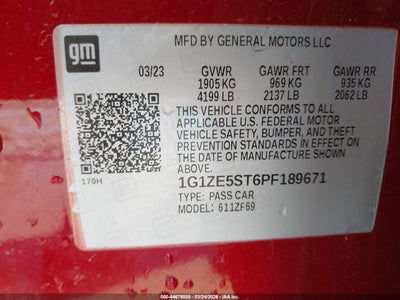 gm
MFD BY GENERAL MOTORS LLC
03/23 GVWR GAWR FRT GAWR RR
1905 KG 969 KG 935 KG
4199 LB 2137 LB 2062 LB
THIS VEHICLE CONFORMS TO ALL
APPLICABLE U.S. FEDERAL MOTOR
VEHICLE SAFETY, BUMPER, AND THEFT
PREVENTION STANDARDS IN EFFECT ON
THE DATE OF MANUFACTURE SHOWN
ABOVE.
170H
1G1ZE5ST6PF189671
TYPE: PASS CAR
MODEL: 611ZF69